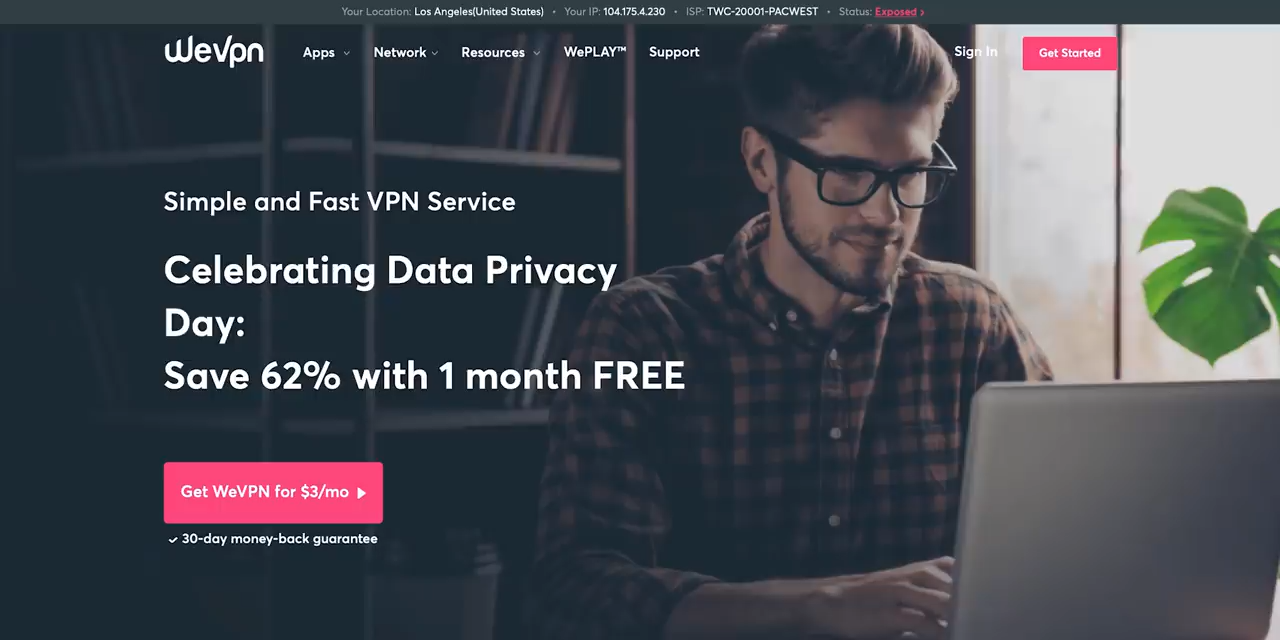 Your Location: Los Angeles(United States) • Your IP: 104.175.4.230 • ISP: TWC-20001-PACWEST • Status: Exposed ›
WeVpn Apps Network Resources WePLAY™ Support Sign In Get Started
Simple and Fast VPN Service
Celebrating Data Privacy
Day:
Save 62% with 1 month FREE
Get WeVPN for $3/mo
30-day money-back guarantee